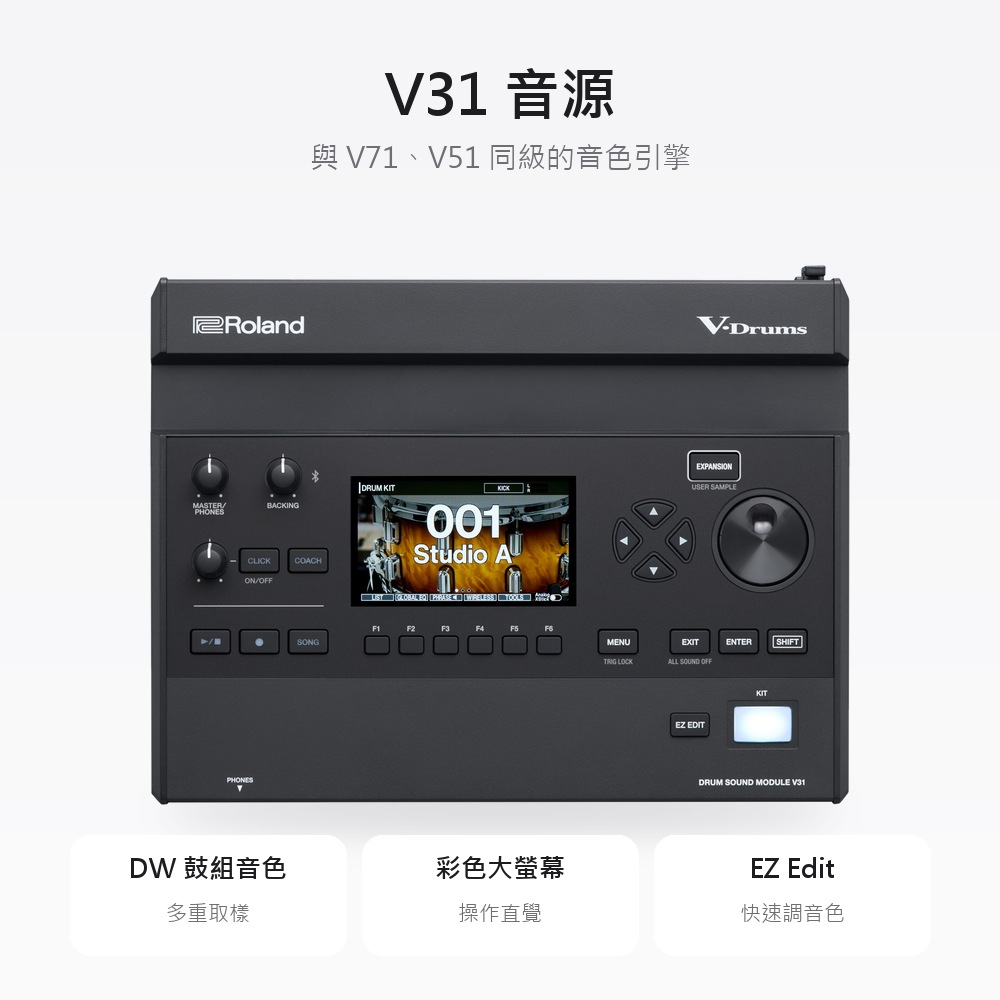 V31 音源
與 V71、V51 同級的音色引擎
Roland
V-Drums
EXPANSION
USER SAMPLE
MASTER/
PHONES
BACKING
DRUM KIT
KICK
L
R
001
Studio A
LIST
GLOBAL EQ
PHRASE
WIRELESS
TOOLS
CLICK
COACH
ON/OFF
SONG
F1
F2
F3
F4
F5
F6
MENU
TRIG LOCK
EXIT
ALL SOUND OFF
ENTER
SHIFT
KIT
EZ EDIT
PHONES
DRUM SOUND MODULE V31
DW 鼓組音色
彩色大螢幕
EZ Edit
多重取樣
操作直覺
快速調音色